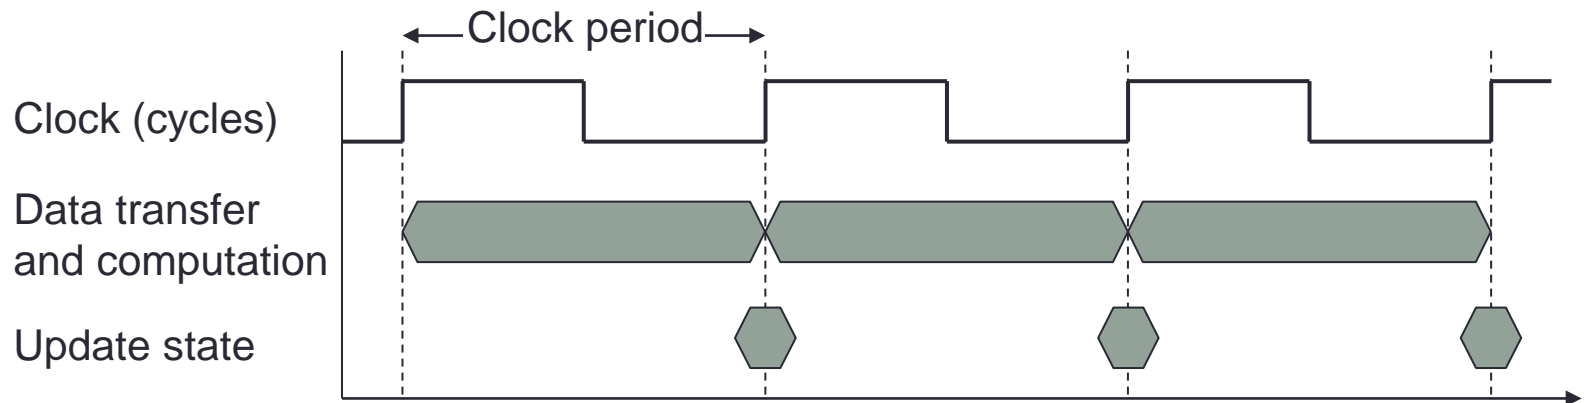 Clock period
Clock (cycles)
Data transfer
and computation
Update state